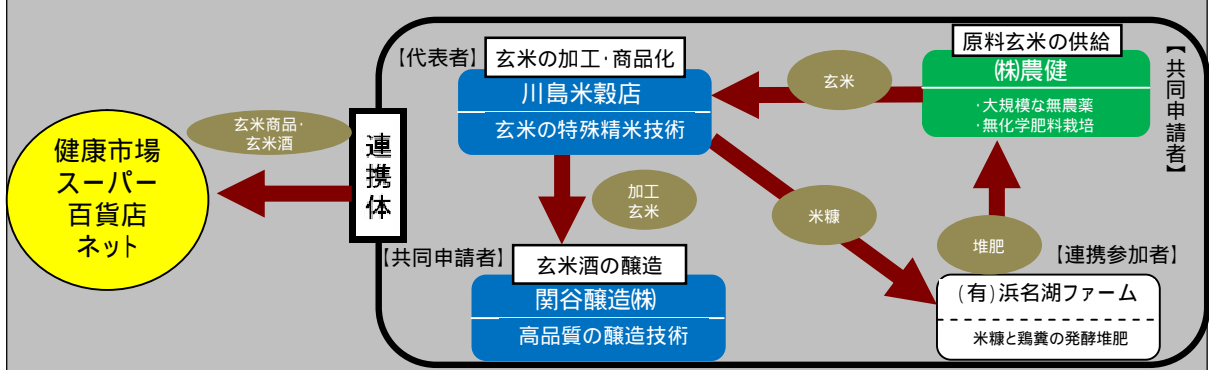 【代表者】
玄米の加工・商品化
川島米穀店
玄米の特殊精米技術
玄米
原料玄米の供給
㈱農健
・大規模な無農薬
・無化学肥料栽培
【共同申請者】
健康市場
スーパー
百貨店
ネット
玄米商品・
玄米酒
連携体
加工
玄米
米糠
堆肥
【連携参加者】
(有)浜名湖ファーム
米糠と鶏糞の発酵堆肥
【共同申請者】
玄米酒の醸造
関谷醸造㈱
高品質の醸造技術